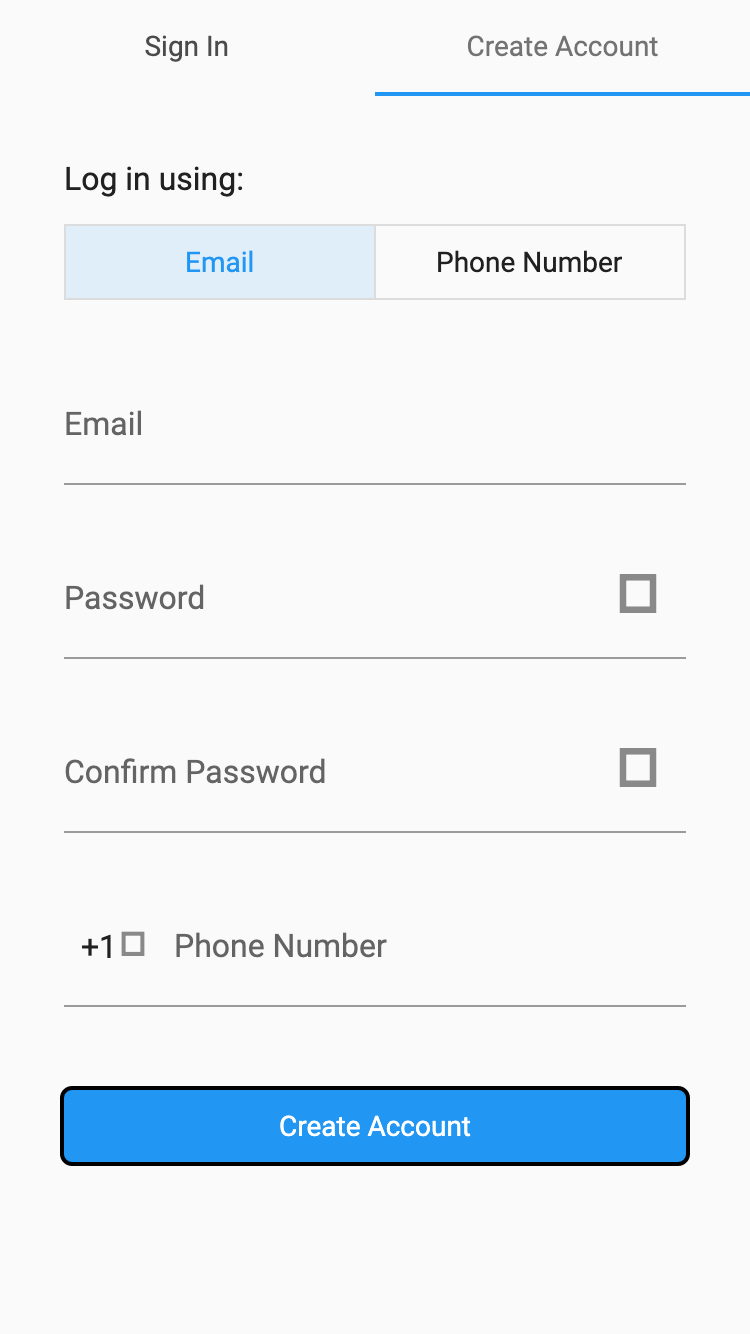 Sign In Create Account
Log in using:
Email Phone Number
Email
Password
Confirm Password
+1 Phone Number
Create Account